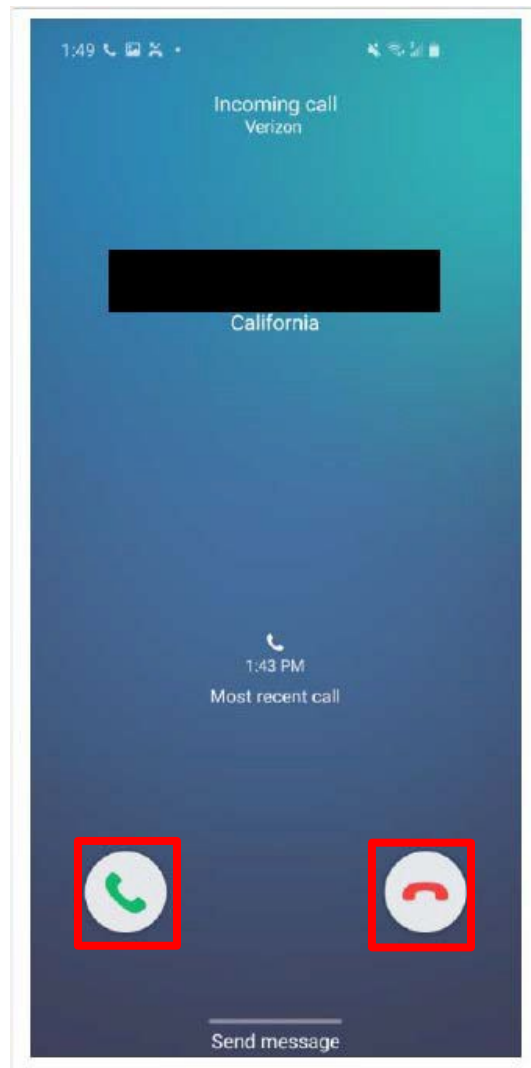 1:49
Incoming call
Verizon
California
1:43 PM
Most recent call
Send message